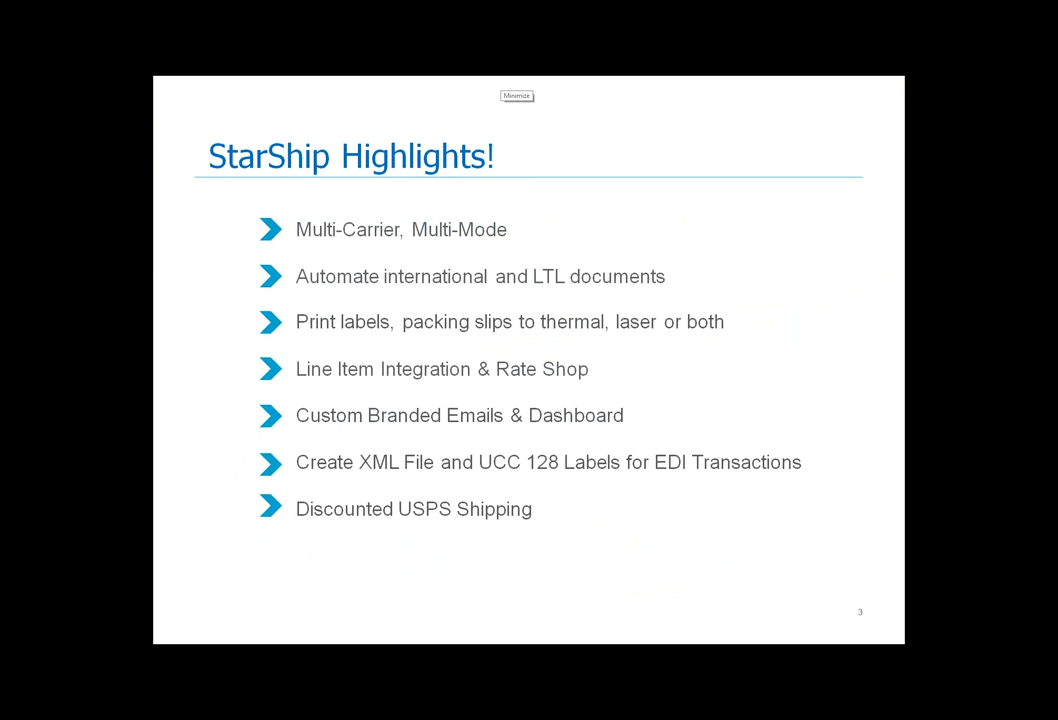 Minimize
StarShip Highlights!
Multi-Carrier, Multi-Mode
Automate international and LTL documents
Print labels, packing slips to thermal, laser or both
Line Item Integration & Rate Shop
Custom Branded Emails & Dashboard
Create XML File and UCC 128 Labels for EDI Transactions
Discounted USPS Shipping
3